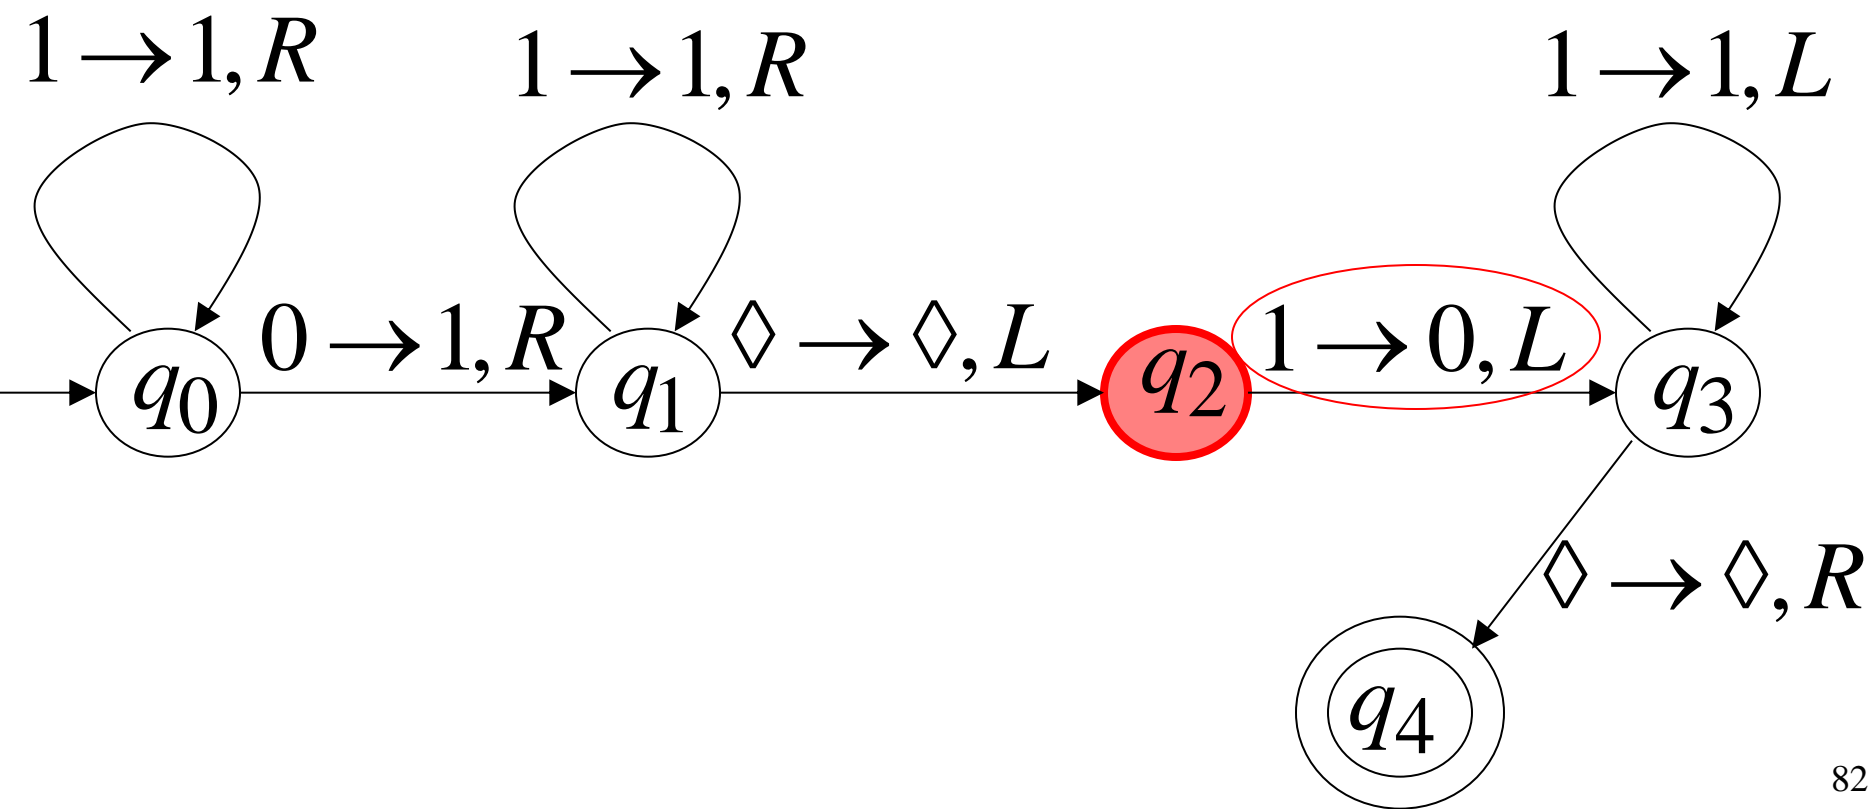 1 → 1, R
1 → 1, R
1 → 1, L
0 → 1, R
◊ → ◊, L
1 → 0, L
q0
q1
q2
q3
◊ → ◊, R
q4
82